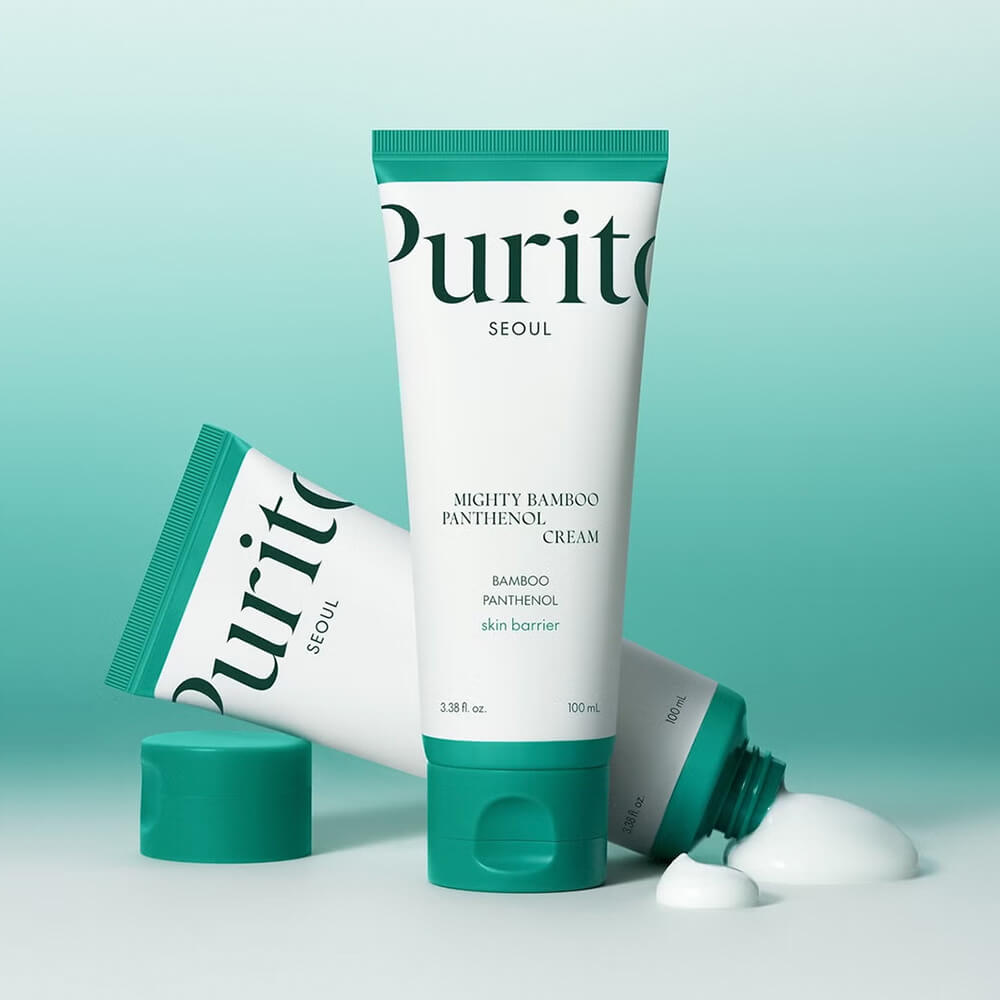 Purito
SEOUL
MIGHTY BAMBOO
PANTHENOL
CREAM
BAMBOO
PANTHENOL
skin barrier
3.38 fl. oz. 100 mL
Purito
SEOUL
100 mL
3.38 fl. oz.